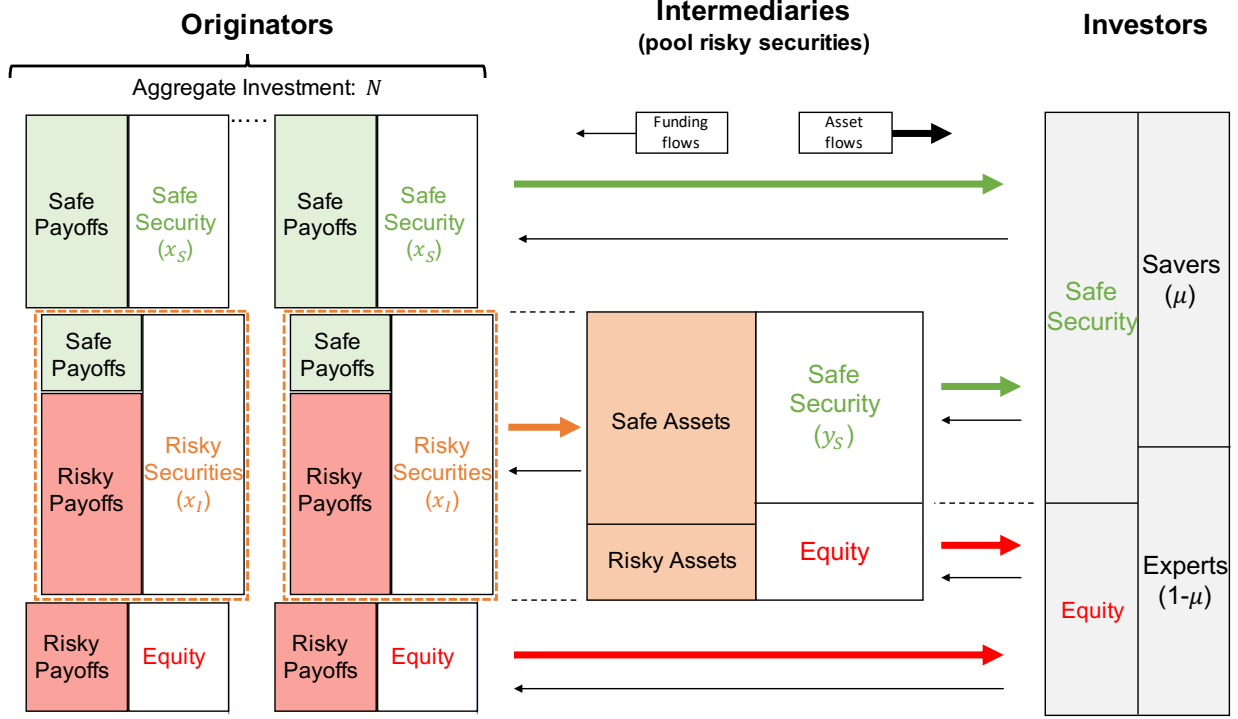 Originators
Intermediaries
(pool risky securities)
Investors
Aggregate Investment: N
.....
Funding
flows
Asset
flows
Safe
Payoffs
Safe
Security
(x_S)
Safe
Payoffs
Safe
Security
(x_S)
Safe
Payoffs
Risky
Payoffs
Risky
Securities
(x_I)
Safe
Payoffs
Risky
Payoffs
Risky
Securities
(x_I)
Risky
Payoffs
Equity
Risky
Payoffs
Equity
Safe Assets
Risky Assets
Safe
Security
(y_S)
Equity
Safe
Security
Equity
Savers
(μ)
Experts
(1-μ)